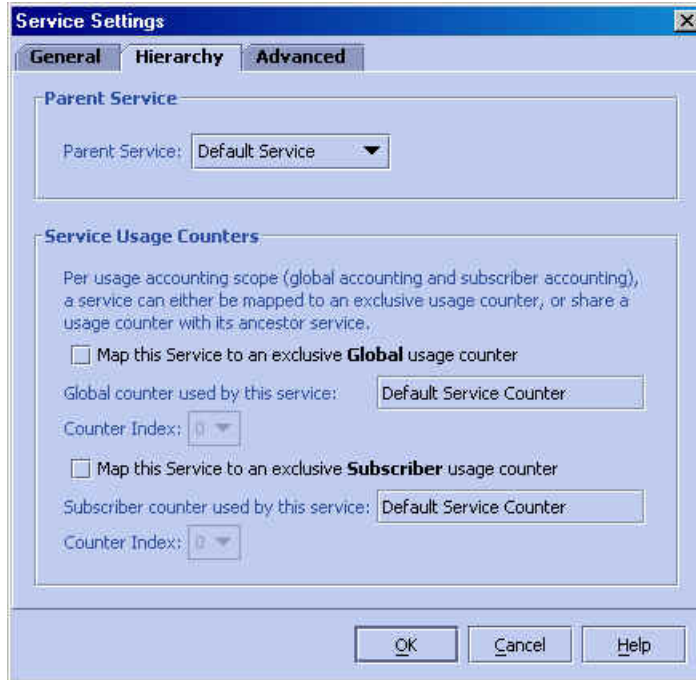 Service Settings
General Hierarchy Advanced
Parent Service
Parent Service: Default Service
Service Usage Counters
Per usage accounting scope (global accounting and subscriber accounting),
a service can either be mapped to an exclusive usage counter, or share a
usage counter with its ancestor service.
Map this Service to an exclusive Global usage counter
Global counter used by this service: Default Service Counter
Counter Index: 0
Map this Service to an exclusive Subscriber usage counter
Subscriber counter used by this service: Default Service Counter
Counter Index: 0
OK Cancel Help